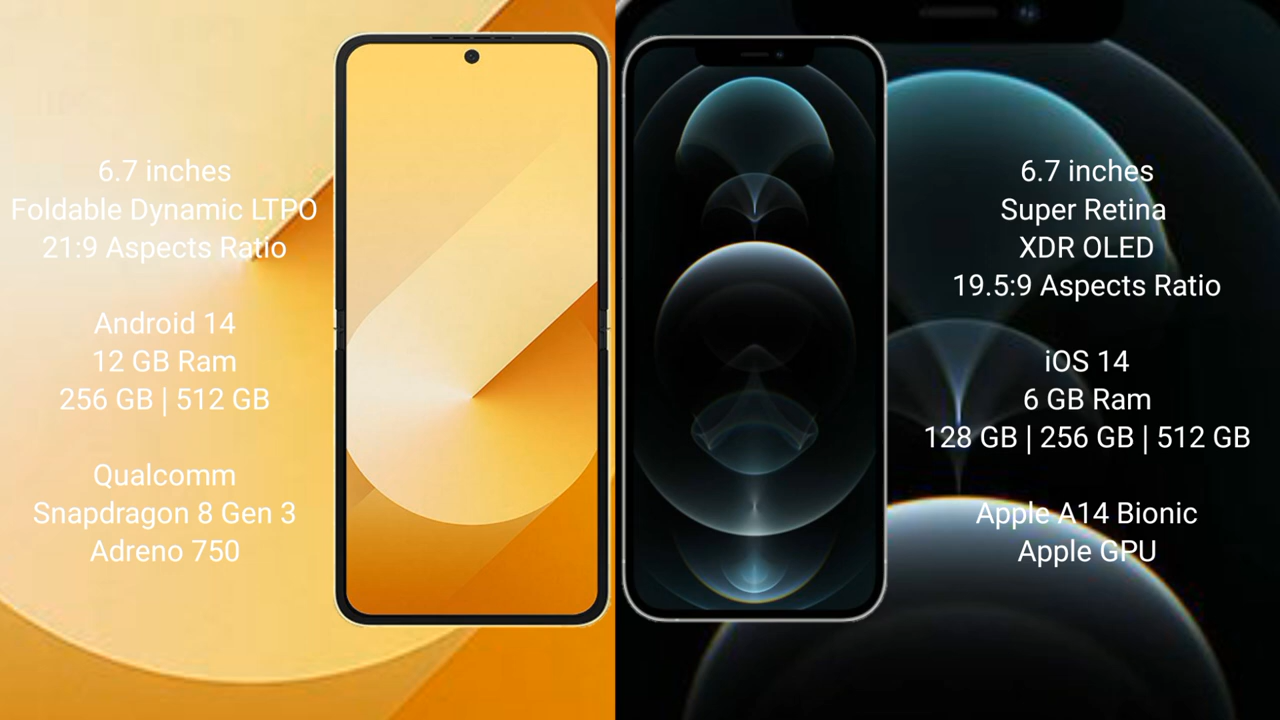 6.7 inches
Foldable Dynamic LTPO
21:9 Aspects Ratio
Android 14
12 GB Ram
256 GB | 512 GB
Qualcomm
Snapdragon 8 Gen 3
Adreno 750
6.7 inches
Super Retina
XDR OLED
19.5:9 Aspects Ratio
iOS 14
6 GB Ram
128 GB | 256 GB | 512 GB
Apple A14 Bionic
Apple GPU